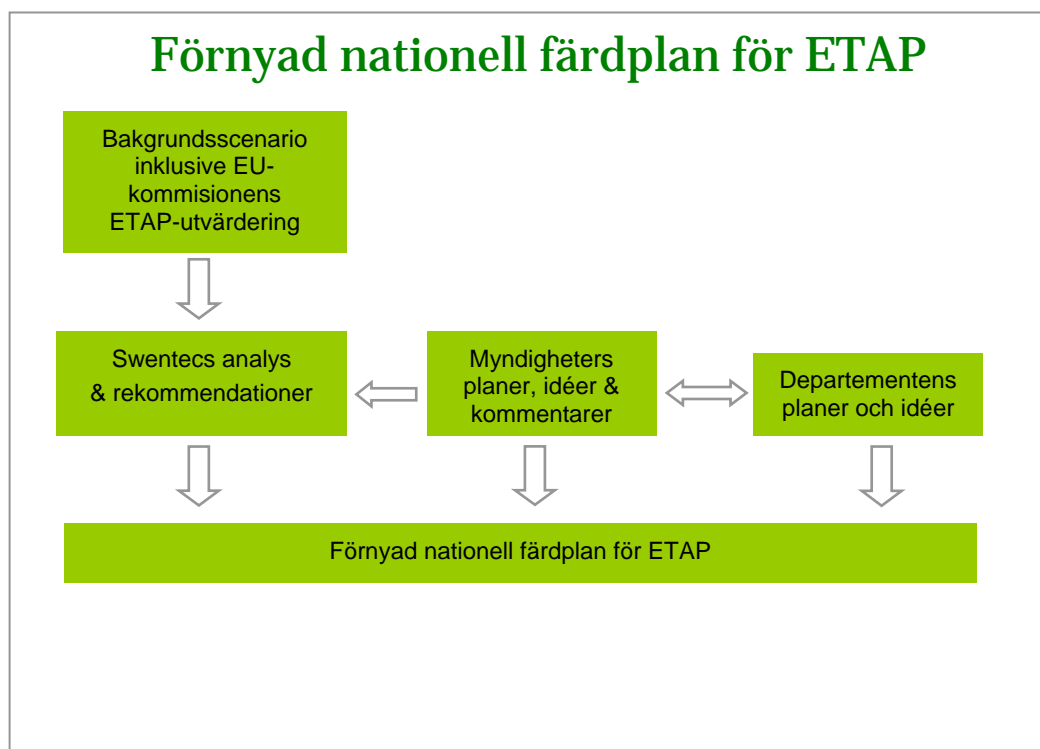 Förnyad nationell färdplan för ETAP
Bakgrundsscenario
inklusive EU-
kommisionens
ETAP-utvärdering
Swentecs analys
& rekommendationer
Myndigheters
planer, idéer &
kommentarer
Departementens
planer och idéer
Förnyad nationell färdplan för ETAP